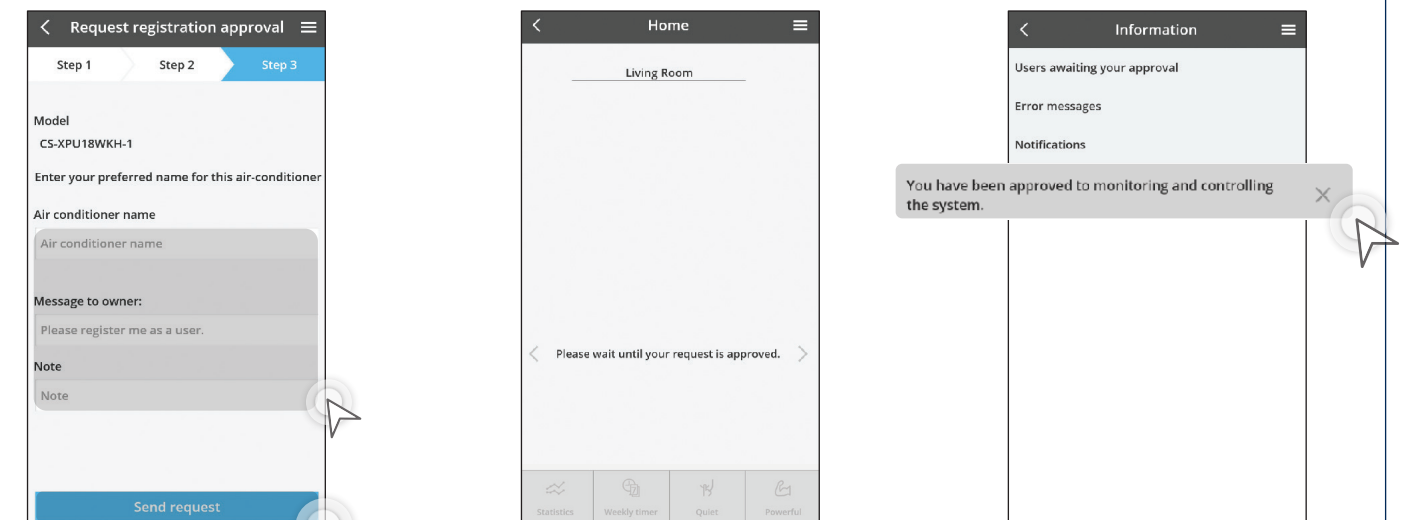 Request registration approval
Step 1 Step 2 Step 3
Model
CS-XPU18WKH-1
Enter your preferred name for this air-conditioner
Air conditioner name
Air conditioner name
Message to owner:
Please register me as a user.
Note
Note
Send request
Home
Living Room
Please wait until your request is approved.
Statistics Weekly timer Quiet Powerful
Information
Users awaiting your approval
Error messages
Notifications
You have been approved to monitoring and controlling
the system.